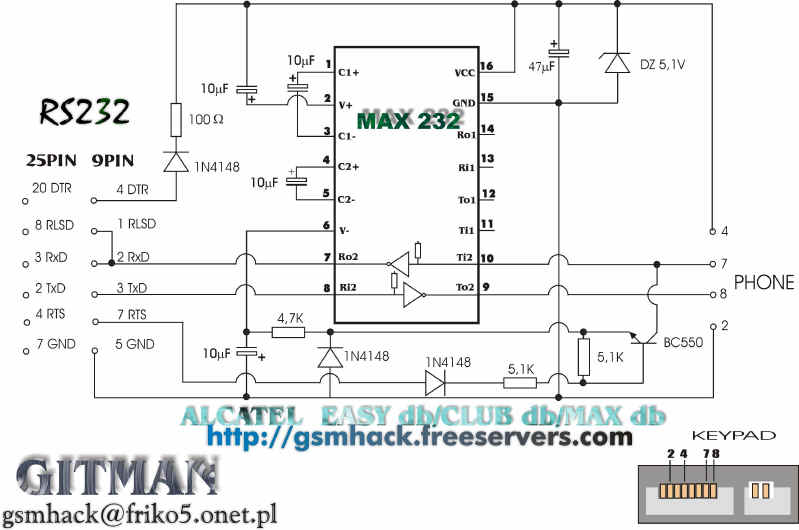 10µF
10µF
47µF
DZ 5,1V
1 C1+ VCC 16
2 V+ GND 15
MAX 232
RS232
100 Ω
3 C1- Ro1 14
25PIN 9PIN
1N4148
4 C2+ Ri1 13
20 DTR 4 DTR
10µF
5 C2- To1 12
8 RLSD 1 RLSD
6 V- Ti1 11
4
3 RxD 2 RxD
7 Ro2 Ti2 10
7
PHONE
2 TxD 3 TxD
8 Ri2 To2 9
8
4 RTS 7 RTS
4,7K
2
7 GND 5 GND
10µF
1N4148
1N4148
5,1K
5,1K
BC550
ALCATEL EASY db/CLUB db/MAX db
http://gsmhack.freeservers.com
KEYPAD
2 4 7 8
GITMAN
gsmhack@friko5.onet.pl